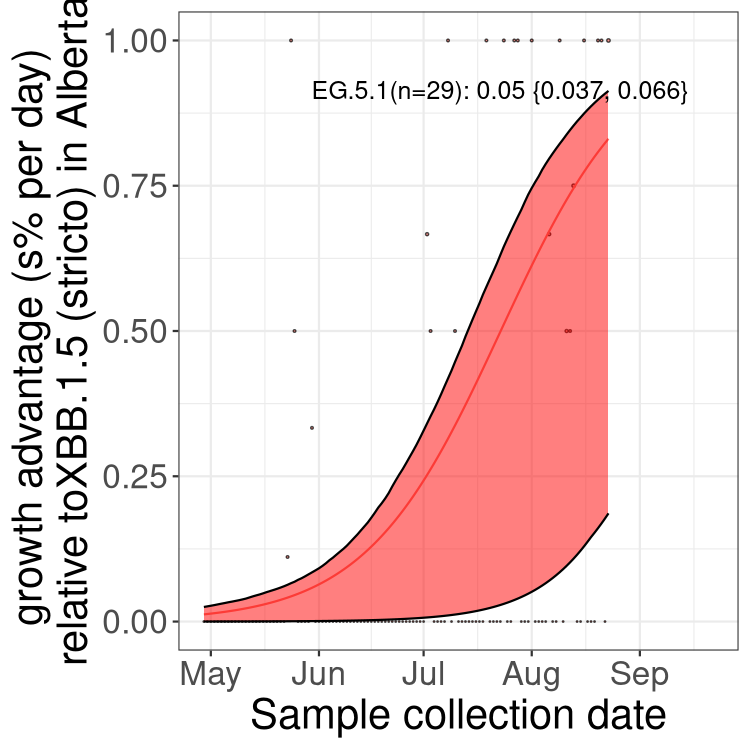 growth advantage (s% per day)
relative toXBB.1.5 (stricto) in Alberta
1.00
0.75
0.50
0.25
0.00
EG.5.1(n=29): 0.05 {0.037, 0.066}
May Jun Jul Aug Sep
Sample collection date